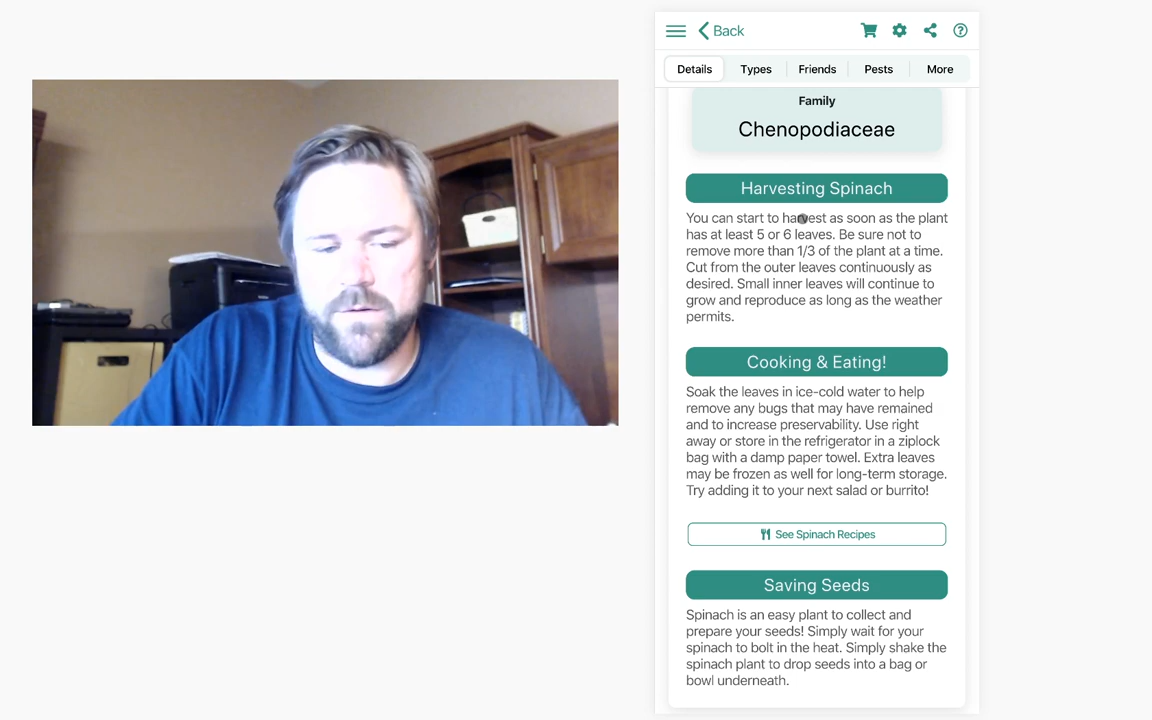 Back
Details Types Friends Pests More
Family
Chenopodiaceae
Harvesting Spinach
You can start to harvest as soon as the plant
has at least 5 or 6 leaves. Be sure not to
remove more than 1/3 of the plant at a time.
Cut from the outer leaves continuously as
desired. Small inner leaves will continue to
grow and reproduce as long as the weather
permits.
Cooking & Eating!
Soak the leaves in ice-cold water to help
remove any bugs that may have remained
and to increase preservability. Use right
away or store in the refrigerator in a ziplock
bag with a damp paper towel. Extra leaves
may be frozen as well for long-term storage.
Try adding it to your next salad or burrito!
See Spinach Recipes
Saving Seeds
Spinach is an easy plant to collect and
prepare your seeds! Simply wait for your
spinach to bolt in the heat. Simply shake the
spinach plant to drop seeds into a bag or
bowl underneath.